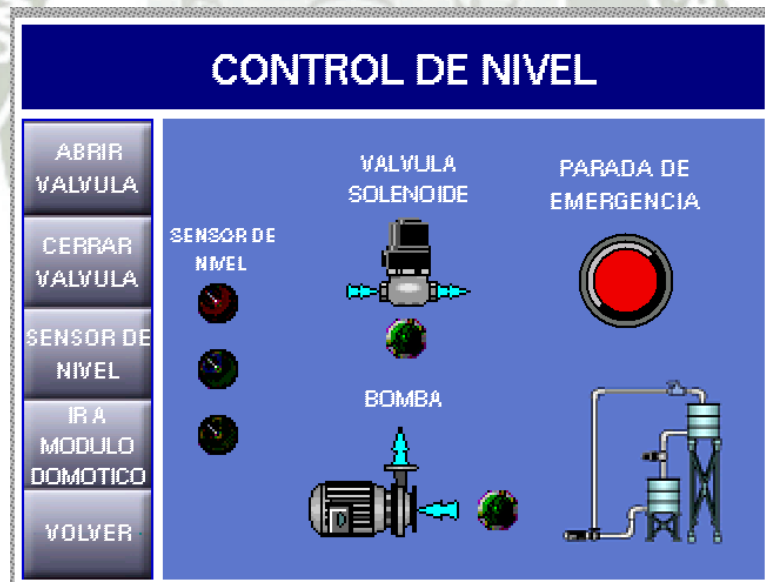 CONTROL DE NIVEL
ABRIR
VALVULA
CERRAR
VALVULA
SENSOR DE
NIVEL
IR A
MODULO
DOMOTICO
VOLVER
SENSOR DE
NIVEL
VALVULA
SOLENOIDE
BOMBA
PARADA DE
EMERGENCIA